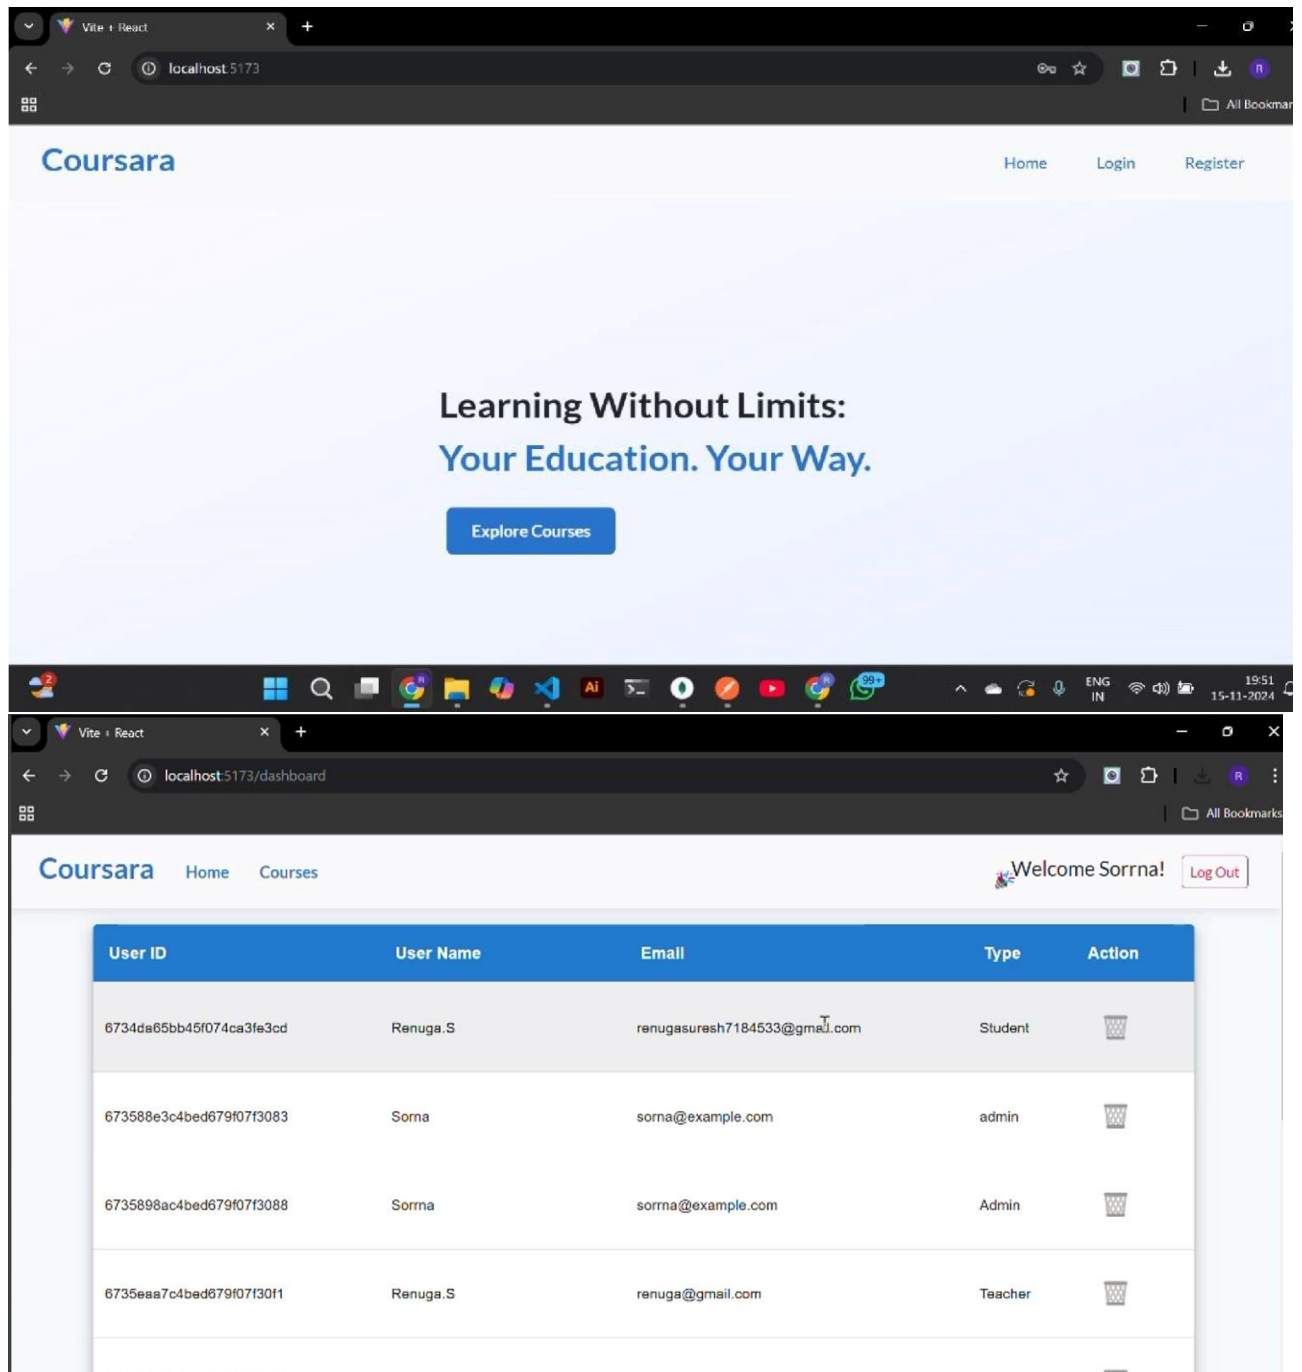 Vite + React
localhost:5173
All Bookmar
Coursara
Home Login Register
Learning Without Limits:
Your Education. Your Way.
Explore Courses
2
R
Ai
99+
ENG
IN
19:51
15-11-2024
Vite + React
localhost:5173/dashboard
R
All Bookmarks
Coursara Home Courses Welcome Sorrna! Log Out
User ID User Name Email Type Action
6734da65bb45f074ca3fe3cd Renuga.S renugasuresh7184533@gmail.com Student
673588e3c4bed679f07f3083 Sorna sorna@example.com admin
6735898ac4bed679f07f3088 Sorrna sorrna@example.com Admin
6735eaa7c4bed679f07f30f1 Renuga.S renuga@gmail.com Teacher